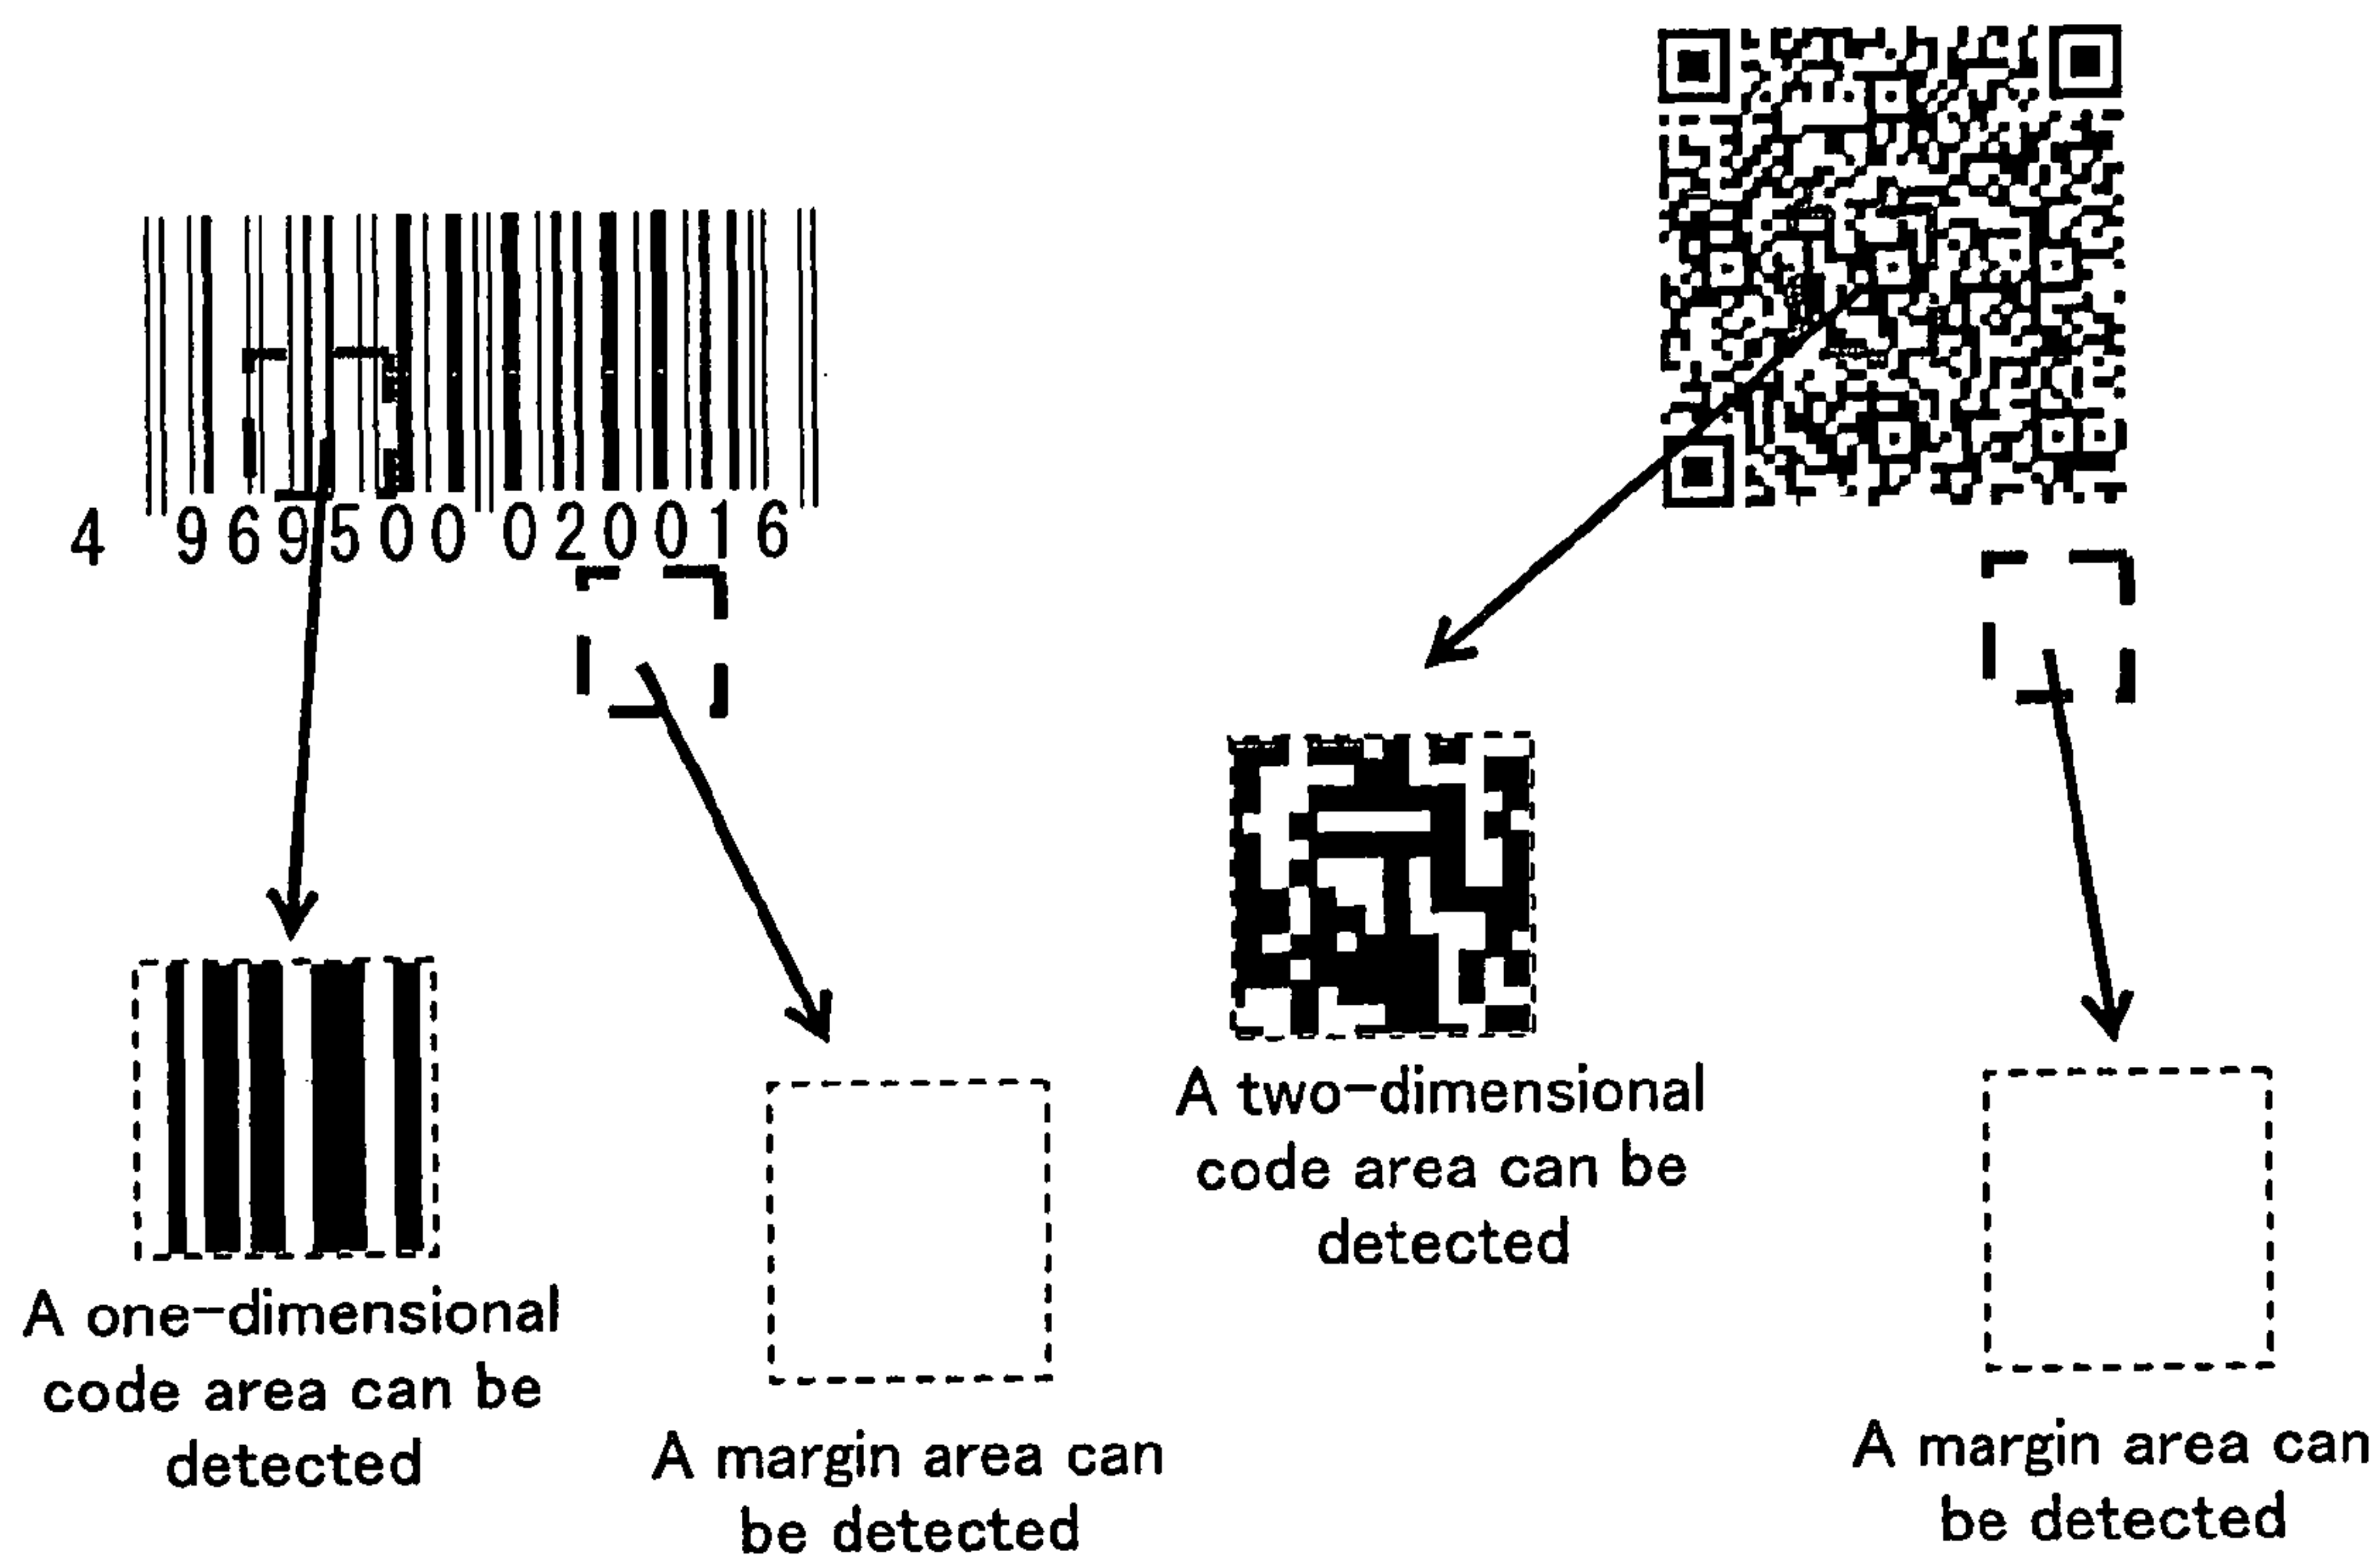 4 969500 020016
A two-dimensional
code area can be
detected
A one-dimensional
code area can be
detected
A margin area can
be detected
A margin area can
be detected